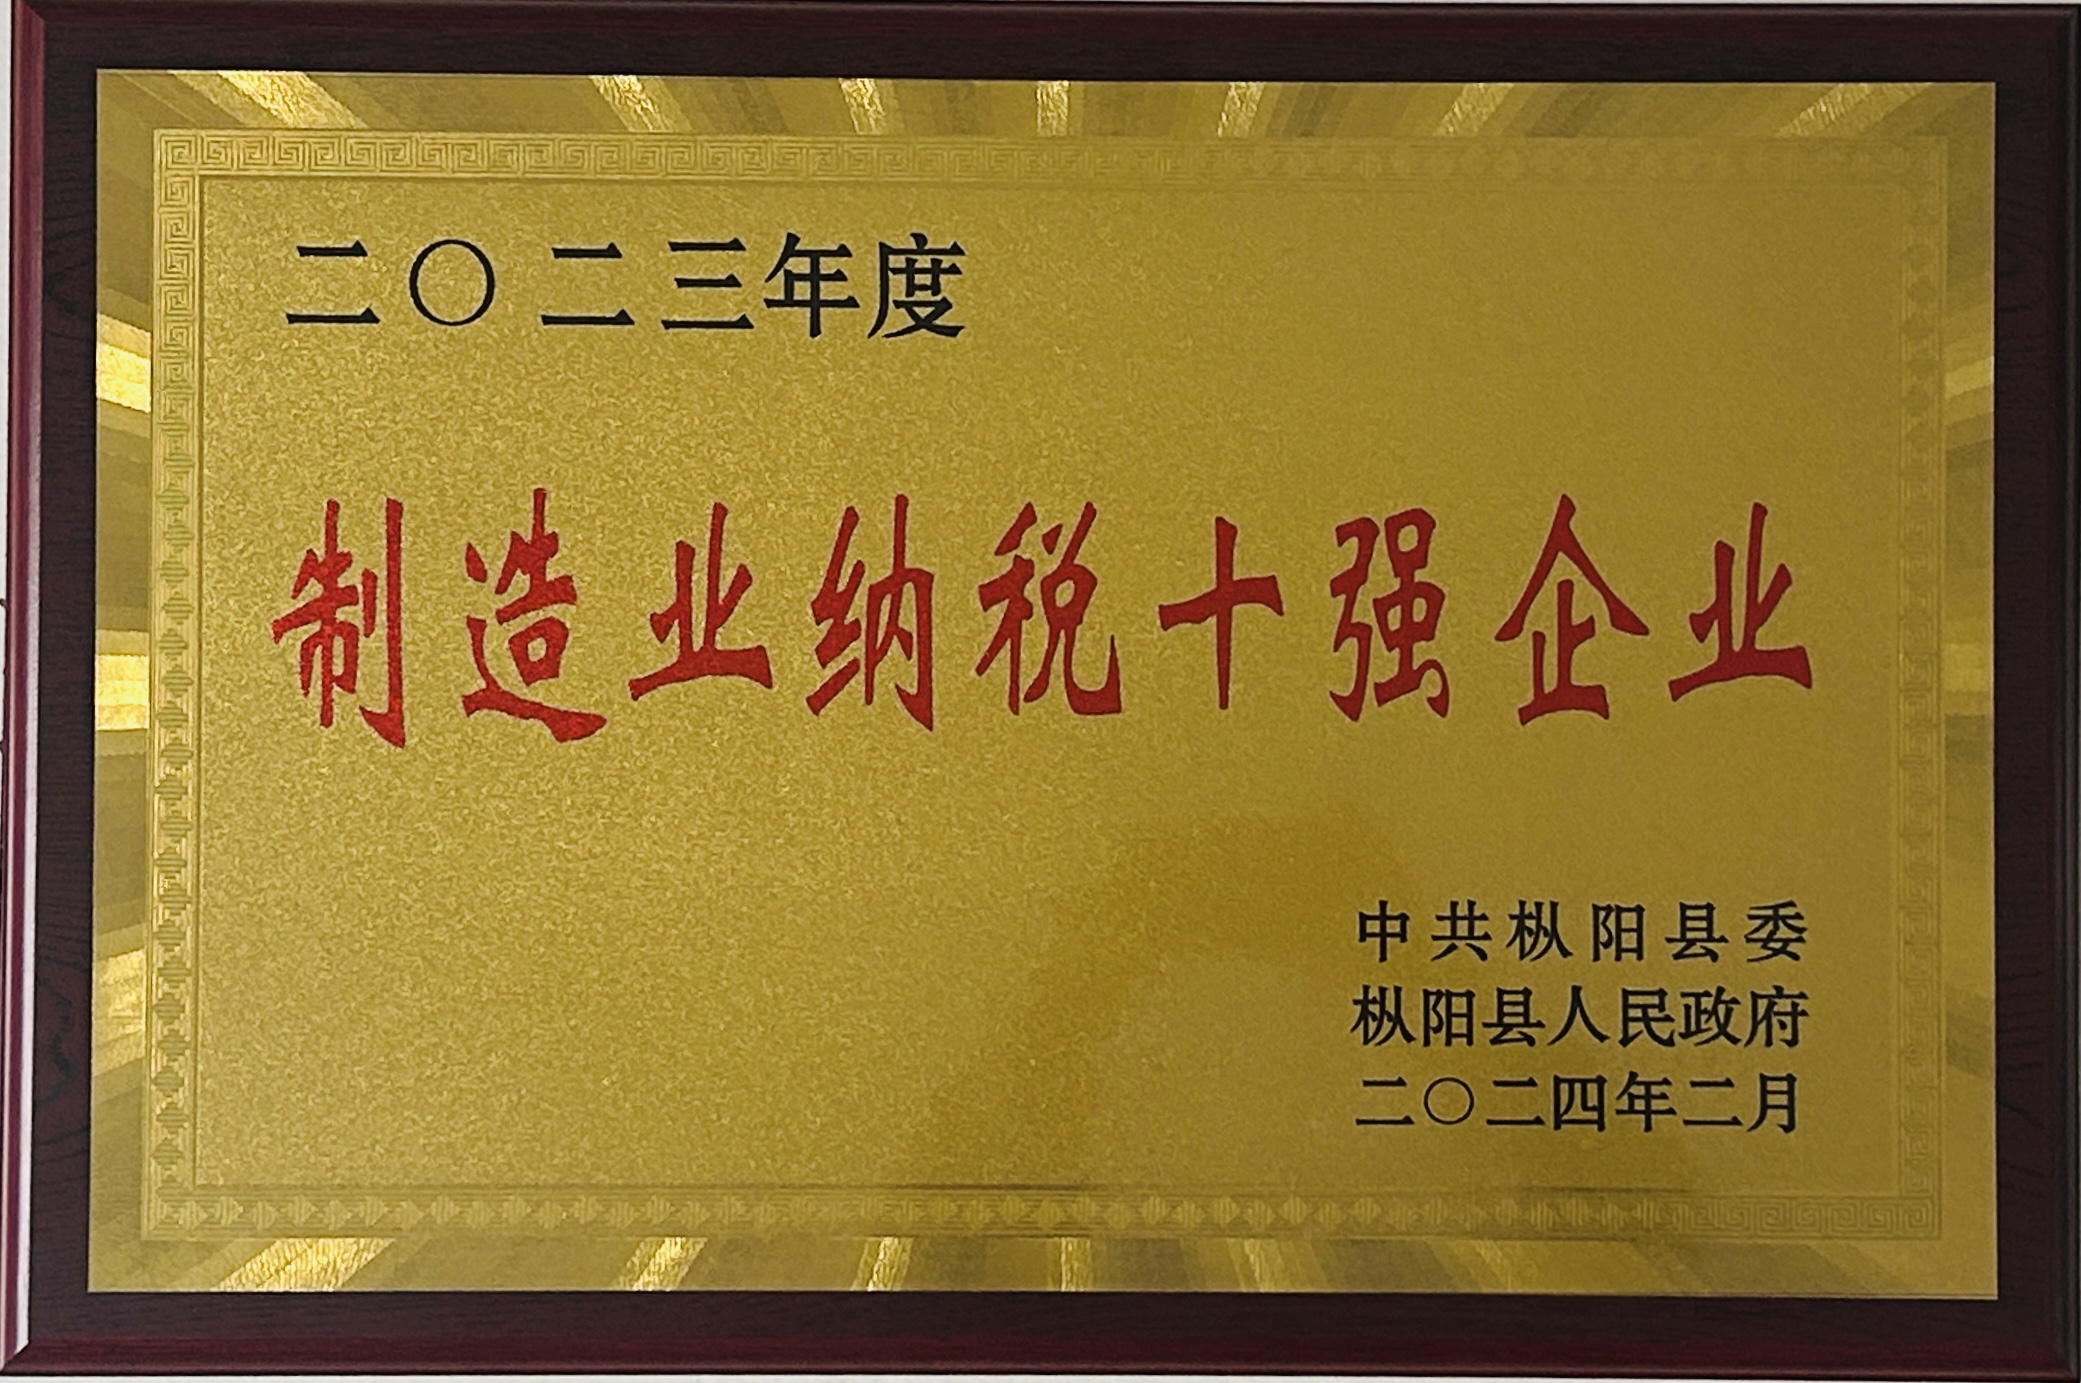 二〇二三年度
制造业纳税十强企业
中共枞阳县委
枞阳县人民政府
二〇二四年二月